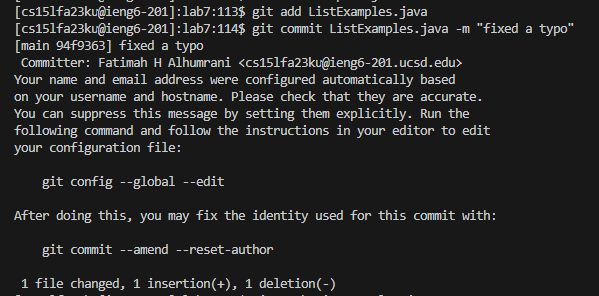 [cs15lfa23ku@ieng6-201]:lab7:113$ git add ListExamples.java
[cs15lfa23ku@ieng6-201]:lab7:114$ git commit ListExamples.java -m "fixed a typo"
[main 94f9363] fixed a typo
 Committer: Fatimah H Alhumrani <cs15lfa23ku@ieng6-201.ucsd.edu>
Your name and email address were configured automatically based
on your username and hostname. Please check that they are accurate.
You can suppress this message by setting them explicitly. Run the
following command and follow the instructions in your editor to edit
your configuration file:

    git config --global --edit

After doing this, you may fix the identity used for this commit with:

    git commit --amend --reset-author

 1 file changed, 1 insertion(+), 1 deletion(-)